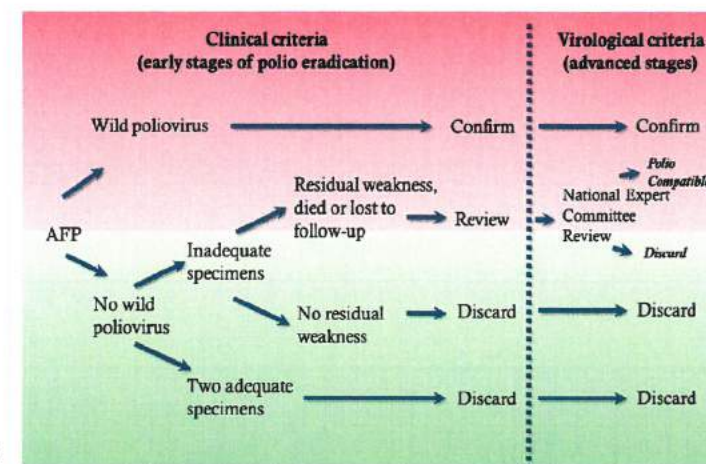 Clinical criteria
(early stages of polio eradication)
Virological criteria
(advanced stages)
Wild poliovirus
Confirm
Confirm
Polio
Compatible
Residual weakness,
died or lost to
follow-up
Review
National Expert
Committee
Review
Discard
AFP
Inadequate
specimens
No wild
poliovirus
No residual
weakness
Discard
Discard
Two adequate
specimens
Discard
Discard